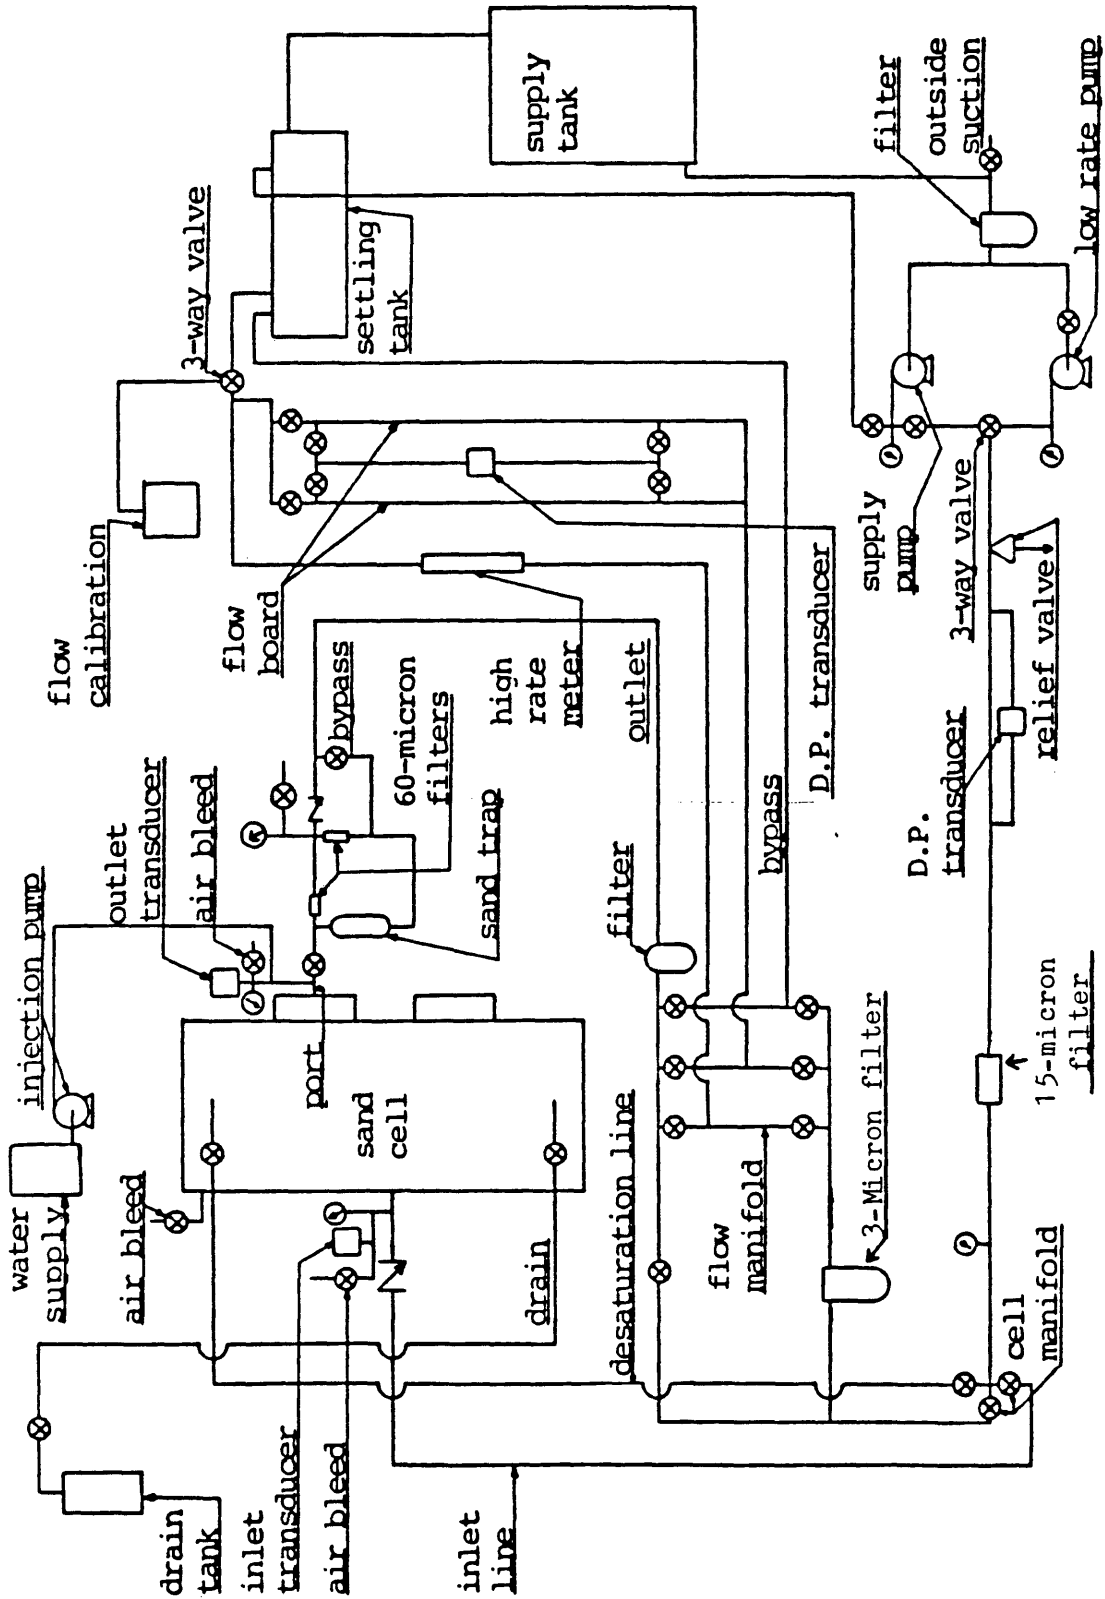 water
supply
injection pump
air bleed
outlet
transducer
air bleed
flow
calibration
3-way valve
drain
tank
inlet
transducer
air bleed
port
sand
cell
bypass
60-micron
filters
sand trap
flow
board
settling
tank
supply
tank
inlet
line
drain
desaturation line
filter
high
rate
meter
outlet
flow
manifold
3-Micron filter
bypass
D.P. transducer
supply
pump
filter
outside
suction
cell
manifold
15-micron
filter
D.P.
transducer
3-way valve
relief valve
low rate pump